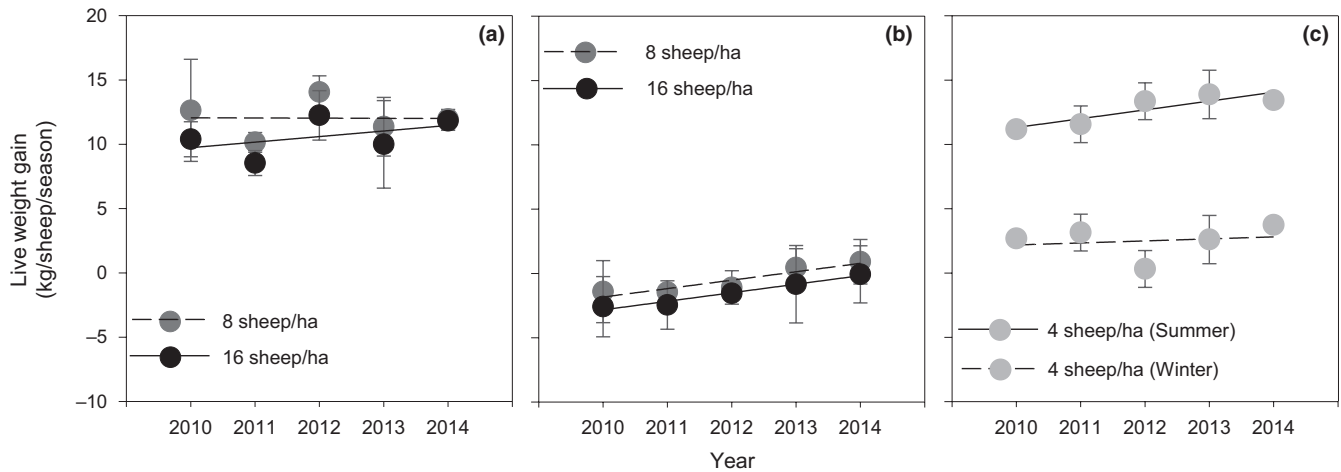 Live weight gain
(kg/sheep/season)
20
15
10
5
0
–5
–10
(a)
8 sheep/ha
16 sheep/ha
2010 2011 2012 2013 2014
(b)
8 sheep/ha
16 sheep/ha
2010 2011 2012 2013 2014
(c)
4 sheep/ha (Summer)
4 sheep/ha (Winter)
2010 2011 2012 2013 2014
Year